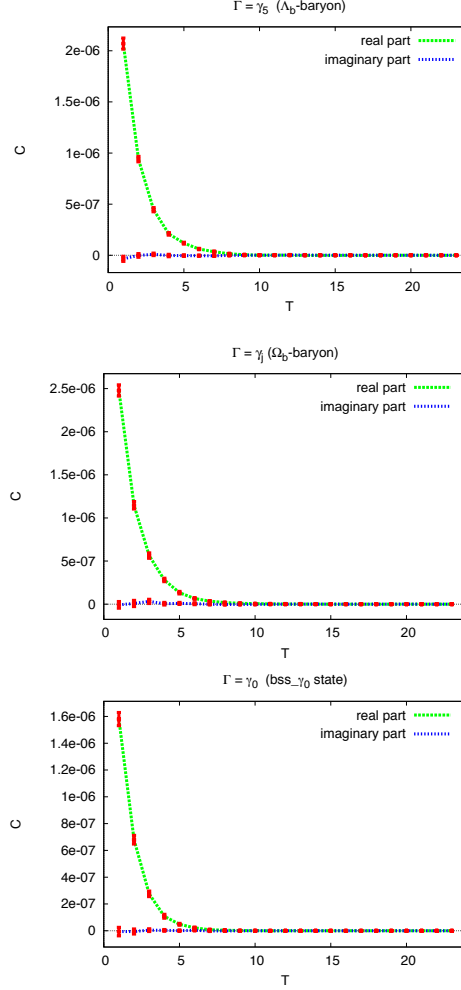 Γ = γ5 (Λb-baryon)
real part
imaginary part
2e-06
1.5e-06
1e-06
5e-07
0
C
0 5 10 15 20
T
Γ = γj (Ωb-baryon)
real part
imaginary part
2.5e-06
2e-06
1.5e-06
1e-06
5e-07
0
C
0 5 10 15 20
T
Γ = γ0 (bss_γ0 state)
real part
imaginary part
1.6e-06
1.4e-06
1.2e-06
1e-06
8e-07
6e-07
4e-07
2e-07
0
C
0 5 10 15 20
T